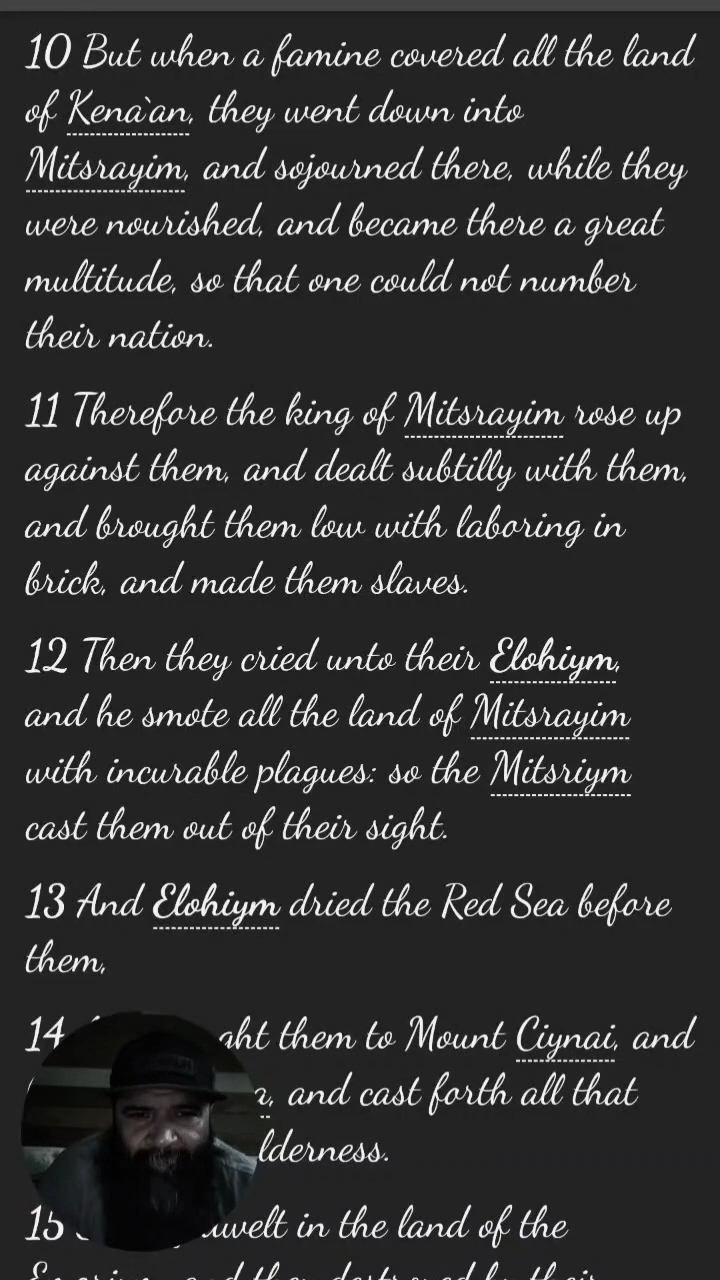 10 But when a famine covered all the land
of Kena`an, they went down into
Mitsrayim, and sojourned there, while they
were nourished, and became there a great
multitude, so that one could not number
their nation.
11 Therefore the king of Mitsrayim rose up
against them, and dealt subtilly with them,
and brought them low with laboring in
brick, and made them slaves.
12 Then they cried unto their Elohiym,
and he smote all the land of Mitsrayim
with incurable plagues: so the Mitsriym
cast them out of their sight.
13 And Elohiym dried the Red Sea before
them,
14 them to Mount Ciynai, and
and cast forth all that
15 in the land of the